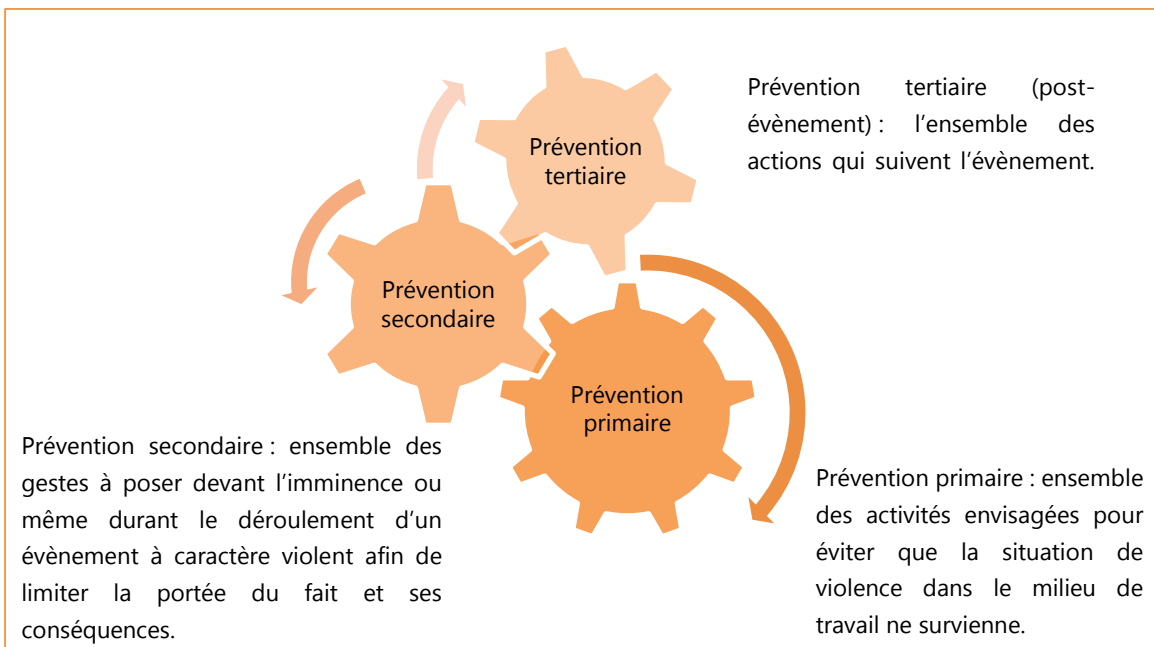 Prévention tertiaire (post-
évènement) : l’ensemble des
actions qui suivent l’évènement.
Prévention
tertiaire
Prévention
secondaire
Prévention
primaire
Prévention secondaire : ensemble des
gestes à poser devant l’imminence ou
même durant le déroulement d’un
évènement à caractère violent afin de
limiter la portée du fait et ses
conséquences.
Prévention primaire : ensemble
des activités envisagées pour
éviter que la situation de
violence dans le milieu de
travail ne survienne.